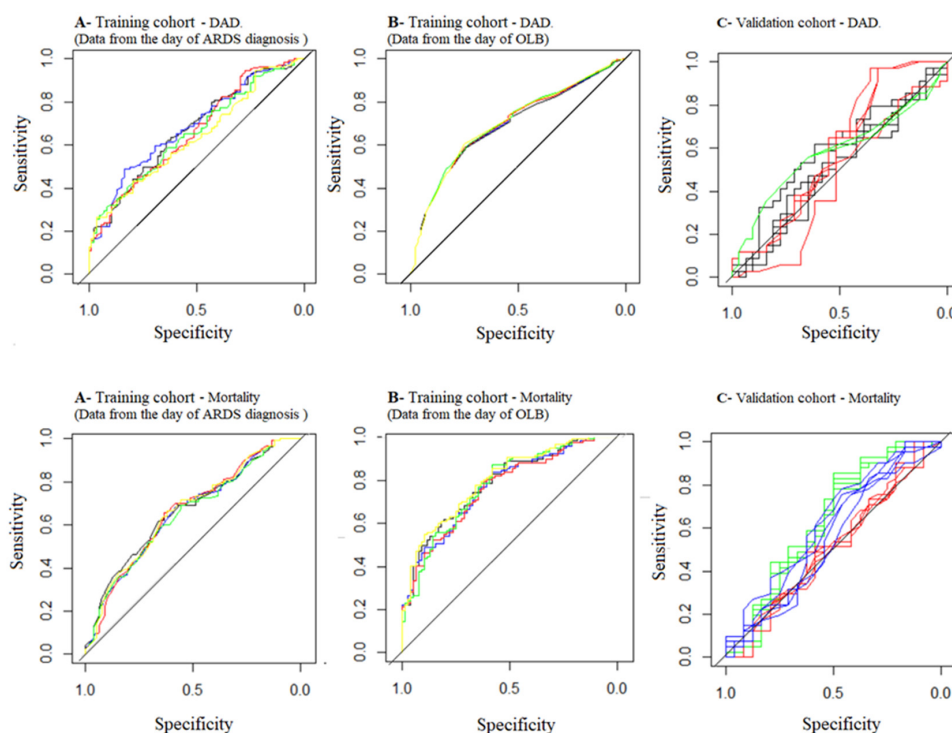 A- Training cohort - DAD.
(Data from the day of ARDS diagnosis )
Sensitivity
1.0
0.8
0.6
0.4
0.2
0.0
1.0 0.5 0.0
Specificity
B- Training cohort - DAD.
(Data from the day of OLB)
Sensitivity
1.0
0.8
0.6
0.4
0.2
0.0
1.0 0.5 0.0
Specificity
C- Validation cohort - DAD.
Sensitivity
1.0
0.8
0.6
0.4
0.2
0.0
1.0 0.5 0.0
Specificity
A- Training cohort - Mortality
(Data from the day of ARDS diagnosis )
Sensitivity
1.0
0.8
0.6
0.4
0.2
0.0
1.0 0.5 0.0
Specificity
B- Training cohort - Mortality
(Data from the day of OLB)
Sensitivity
1.0
0.8
0.6
0.4
0.2
0.0
1.0 0.5 0.0
Specificity
C- Validation cohort - Mortality
Sensitivity
1.0
0.8
0.6
0.4
0.2
0.0
1.0 0.5 0.0
Specificity